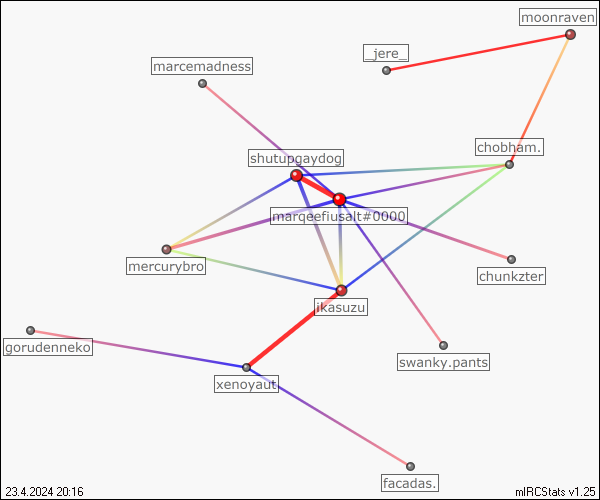 moonraven
_jere_
marcemadness
chobham.
shutupgaydog
marqeefiusalt#0000
mercurybro
chunkzter
ikasuzu
gorudenneko
swanky.pants
xenoyaut
facadas.
23.4.2024 20:16
mIRCStats v1.25